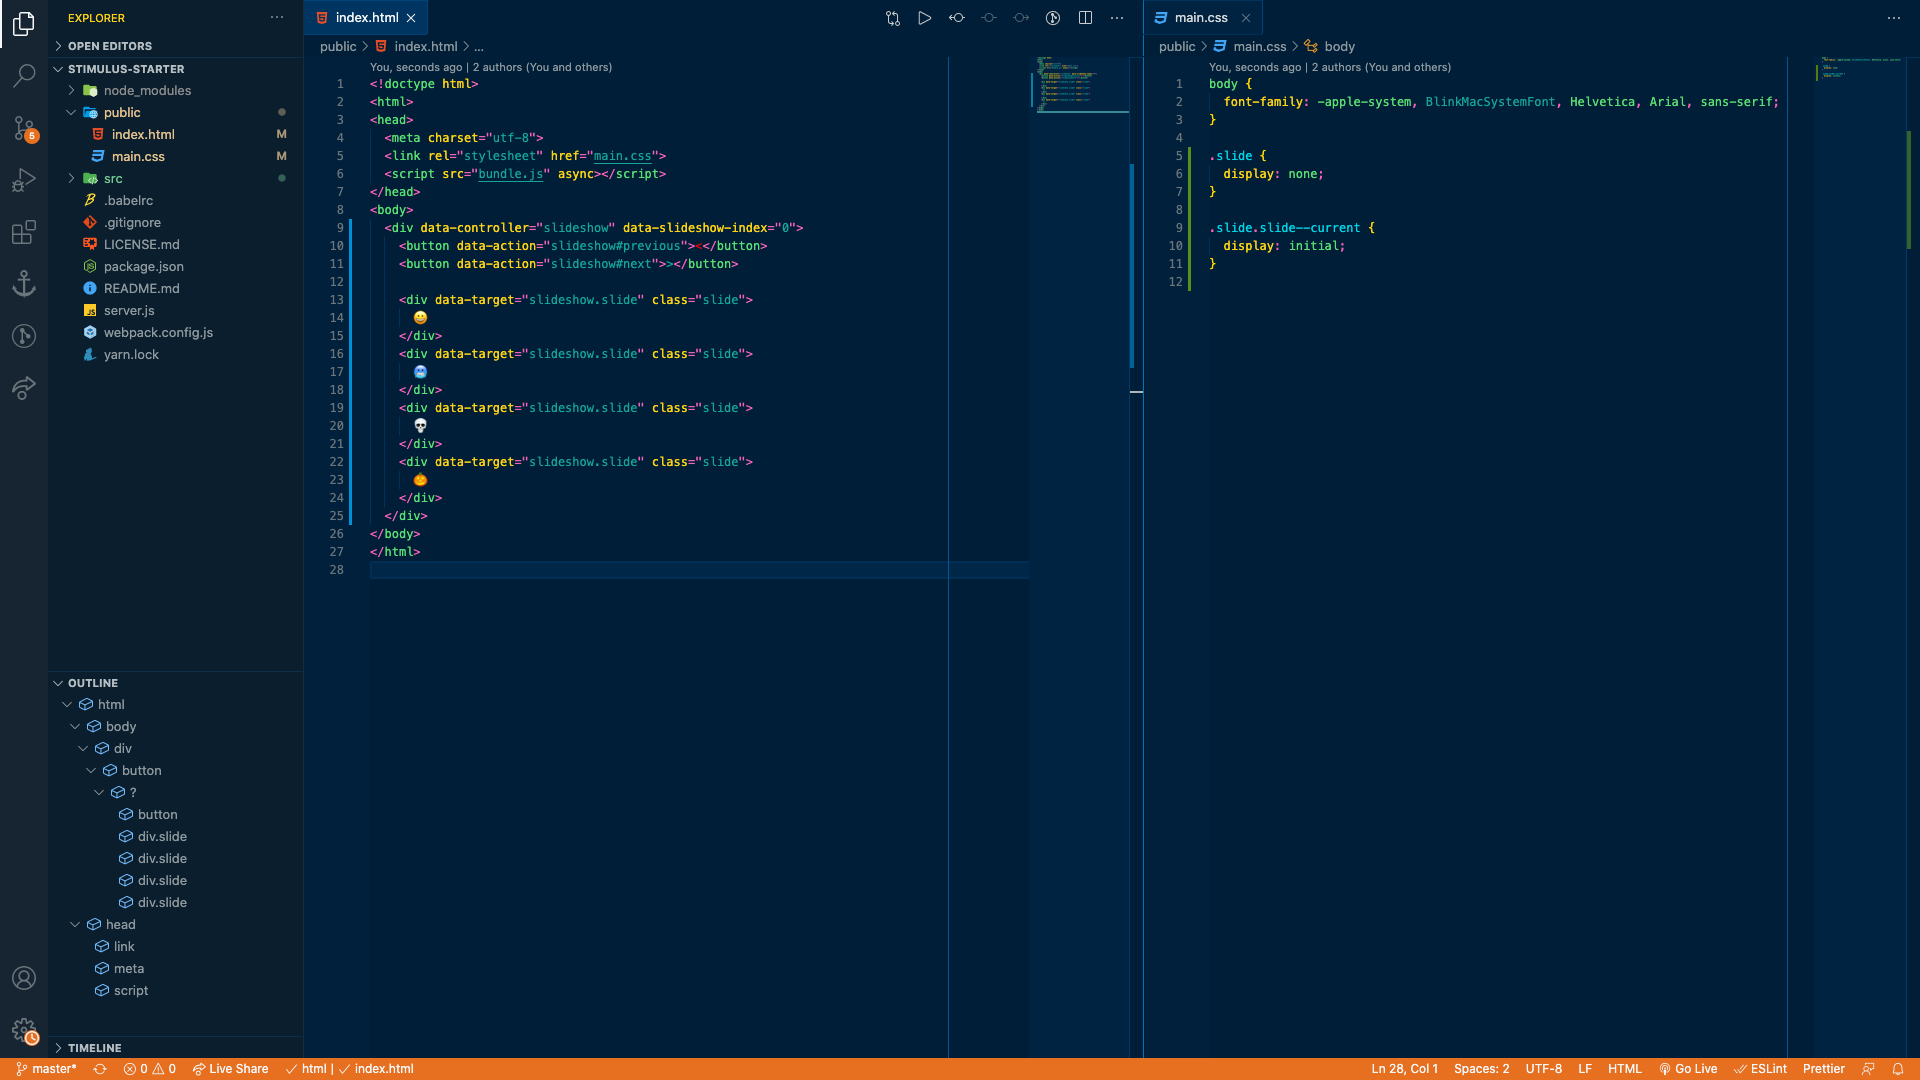 EXPLORER
OPEN EDITORS
STIMULUS-STARTER
node_modules
public
index.html M
main.css M
src
.babelrc
.gitignore
LICENSE.md
package.json
README.md
server.js
webpack.config.js
yarn.lock
5
OUTLINE
html
body
div
button
?
button
div.slide
div.slide
div.slide
div.slide
head
link
meta
script
TIMELINE
index.html
public > index.html > ...
You, seconds ago | 2 authors (You and others)
1 <!doctype html>
2 <html>
3 <head>
4 <meta charset="utf-8">
5 <link rel="stylesheet" href="main.css">
6 <script src="bundle.js" async></script>
7 </head>
8 <body>
9 <div data-controller="slideshow" data-slideshow-index="0">
10 <button data-action="slideshow#previous"><</button>
11 <button data-action="slideshow#next">></button>
12
13 <div data-target="slideshow.slide" class="slide">
14 😀
15 </div>
16 <div data-target="slideshow.slide" class="slide">
17 🥶
18 </div>
19 <div data-target="slideshow.slide" class="slide">
20 💀
21 </div>
22 <div data-target="slideshow.slide" class="slide">
23 🎃
24 </div>
25 </div>
26 </body>
27 </html>
28
main.css
public > main.css > body
You, seconds ago | 2 authors (You and others)
1 body {
2 font-family: -apple-system, BlinkMacSystemFont, Helvetica, Arial, sans-serif;
3 }
4
5 .slide {
6 display: none;
7 }
8
9 .slide.slide--current {
10 display: initial;
11 }
12
master* 0 0 Live Share html | index.html Ln 28, Col 1 Spaces: 2 UTF-8 LF HTML Go Live ESLint Prettier